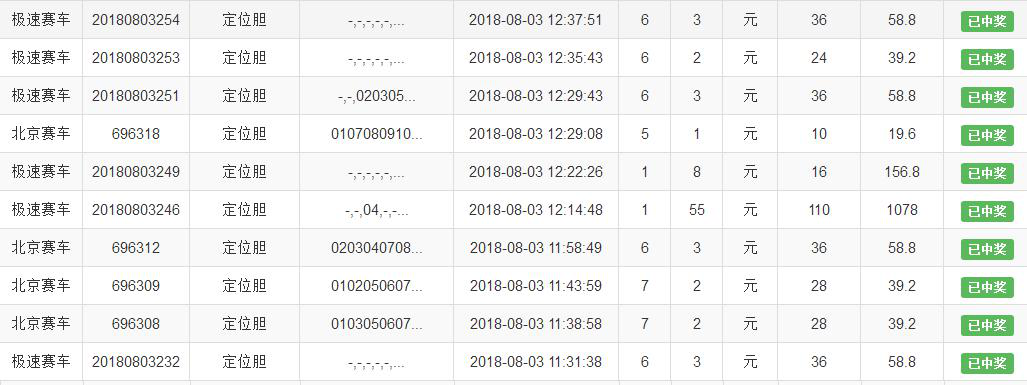 极速赛车 20180803254 定位胆 -,-,-,-,-,... 2018-08-03 12:37:51 6 3 元 36 58.8 已中奖
极速赛车 20180803253 定位胆 -,-,-,-,-,... 2018-08-03 12:35:43 6 2 元 24 39.2 已中奖
极速赛车 20180803251 定位胆 -,-,020305... 2018-08-03 12:29:43 6 3 元 36 58.8 已中奖
北京赛车 696318 定位胆 0107080910... 2018-08-03 12:29:08 5 1 元 10 19.6 已中奖
极速赛车 20180803249 定位胆 -,-,-,-,-,... 2018-08-03 12:22:26 1 8 元 16 156.8 已中奖
极速赛车 20180803246 定位胆 -,-,04,-,-... 2018-08-03 12:14:48 1 55 元 110 1078 已中奖
北京赛车 696312 定位胆 0203040708... 2018-08-03 11:58:49 6 3 元 36 58.8 已中奖
北京赛车 696309 定位胆 0102050607... 2018-08-03 11:43:59 7 2 元 28 39.2 已中奖
北京赛车 696308 定位胆 0103050607... 2018-08-03 11:38:58 7 2 元 28 39.2 已中奖
极速赛车 20180803232 定位胆 -,-,-,-,-,... 2018-08-03 11:31:38 6 3 元 36 58.8 已中奖